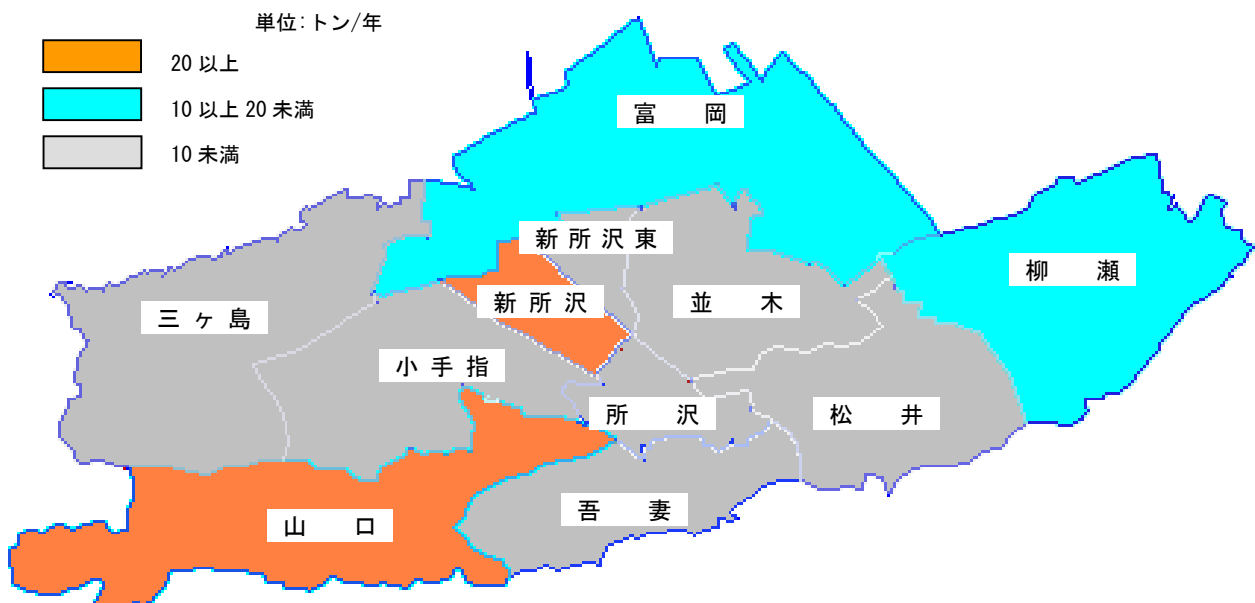 単位：トン/年
20 以上
10 以上 20 未満
10 未満
富 岡
新所沢東
柳 瀬
新所沢
並 木
三ヶ島
小手指
所 沢
松 井
吾 妻
山 口